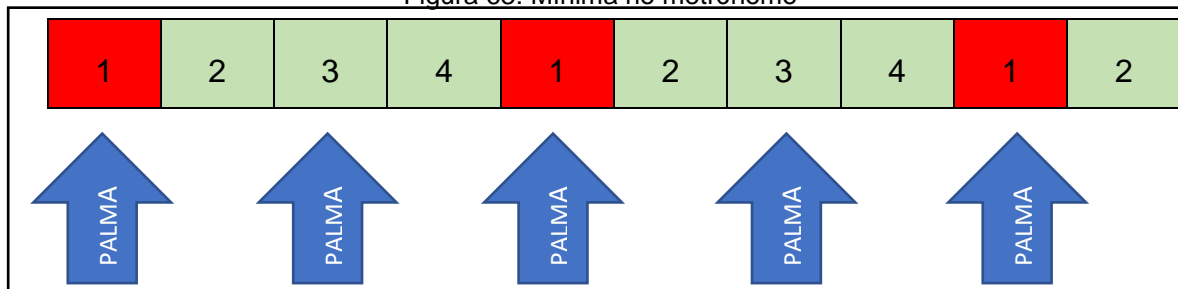 Figura 63. Mínima no metrônomo
1 2 3 4 1 2 3 4 1 2
PALMA PALMA PALMA PALMA PALMA